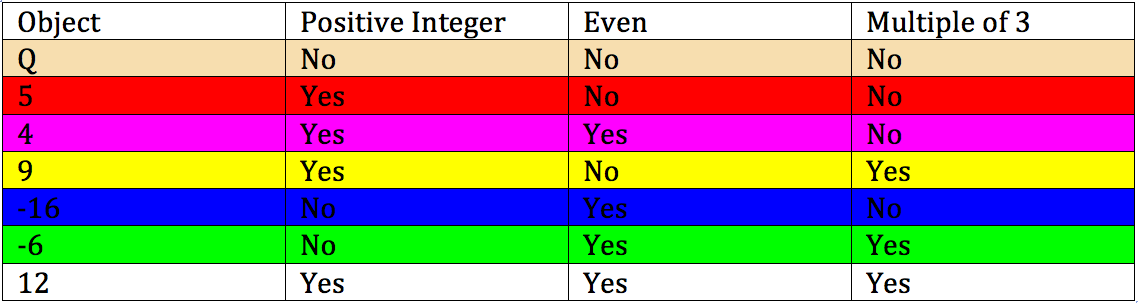 Object Positive Integer Even Multiple of 3
Q No No No
5 Yes No No
4 Yes Yes No
9 Yes No Yes
-16 No Yes No
-6 No Yes Yes
12 Yes Yes Yes